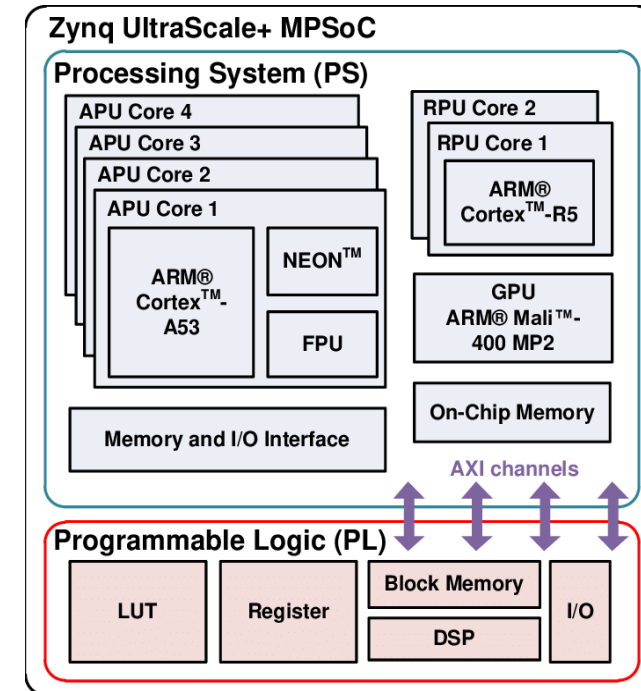 Zynq UltraScale+ MPSoC
Processing System (PS)
APU Core 4
APU Core 3
APU Core 2
APU Core 1
ARM®
Cortex™-
A53
NEON™
FPU
RPU Core 2
RPU Core 1
ARM®
Cortex™-R5
GPU
ARM® Mali™-
400 MP2
On-Chip Memory
Memory and I/O Interface
AXI channels
Programmable Logic (PL)
LUT
Register
Block Memory
DSP
I/O